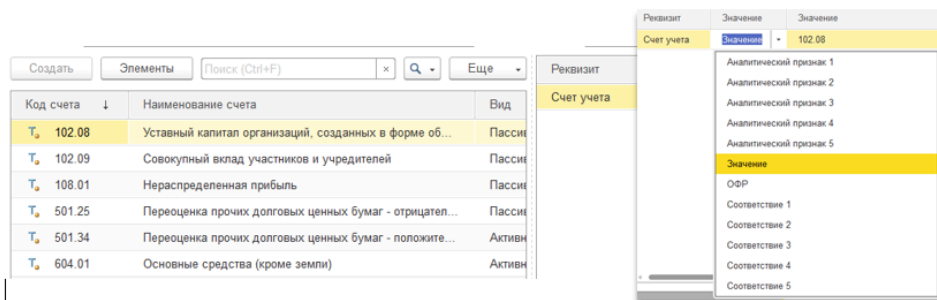 Реквизит Значение Значение
Счет учета Значение 102.08
Создать Элементы Поиск (Ctrl+F) × Еще Реквизит
Код счета ↓ Наименование счета Вид Счет учета
102.08 Уставный капитал организаций, созданных в форме об... Пассив
102.09 Совокупный вклад участников и учредителей Пассив
108.01 Нераспределенная прибыль Пассив
501.25 Переоценка прочих долговых ценных бумаг - отрицател... Пассив
501.34 Переоценка прочих долговых ценных бумаг - положите... Активн
604.01 Основные средства (кроме земли) Активн
Аналитический признак 1
Аналитический признак 2
Аналитический признак 3
Аналитический признак 4
Аналитический признак 5
Значение
ОФР
Соответствие 1
Соответствие 2
Соответствие 3
Соответствие 4
Соответствие 5